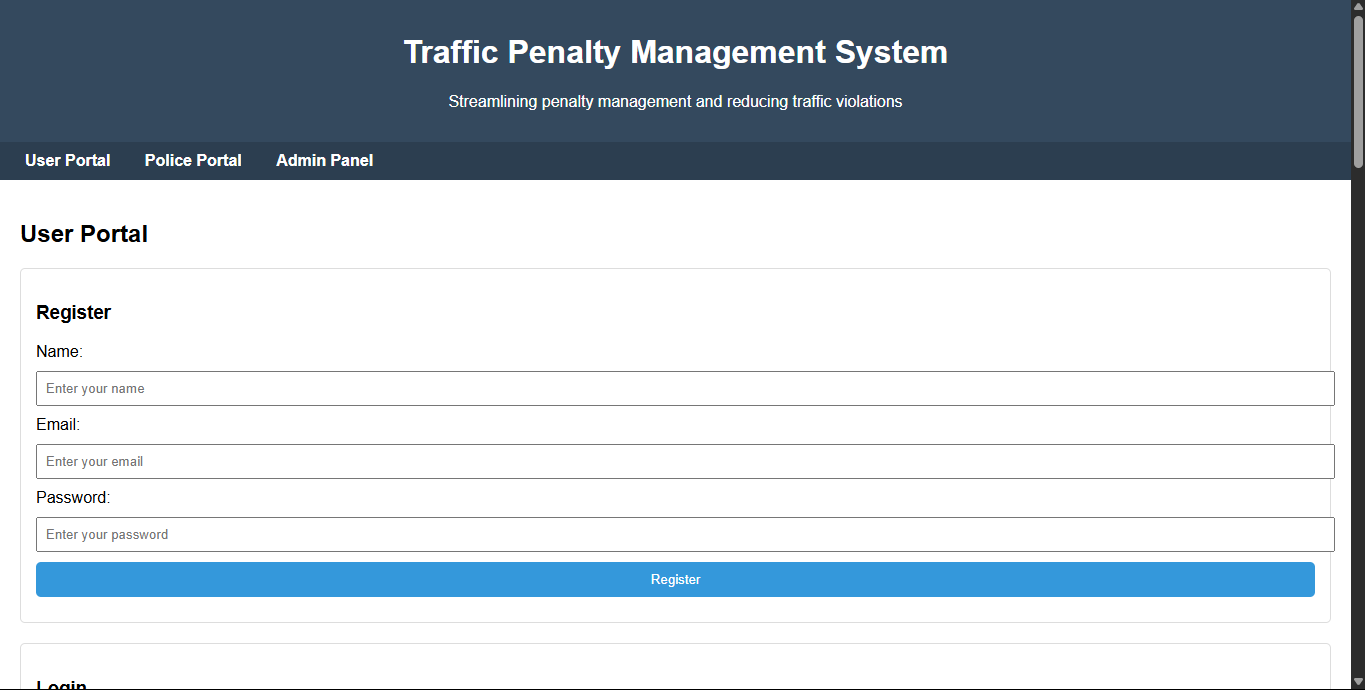 Traffic Penalty Management System
Streamlining penalty management and reducing traffic violations
User Portal Police Portal Admin Panel
User Portal
Register
Name:
Enter your name
Email:
Enter your email
Password:
Enter your password
Register
Login